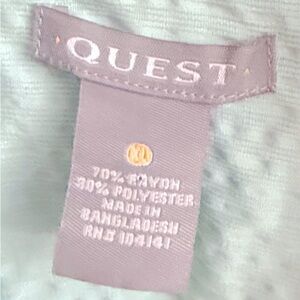 QUEST
70% RAYON
30% POLYESTER
MADE IN
BANGLADESH
RN# 104141